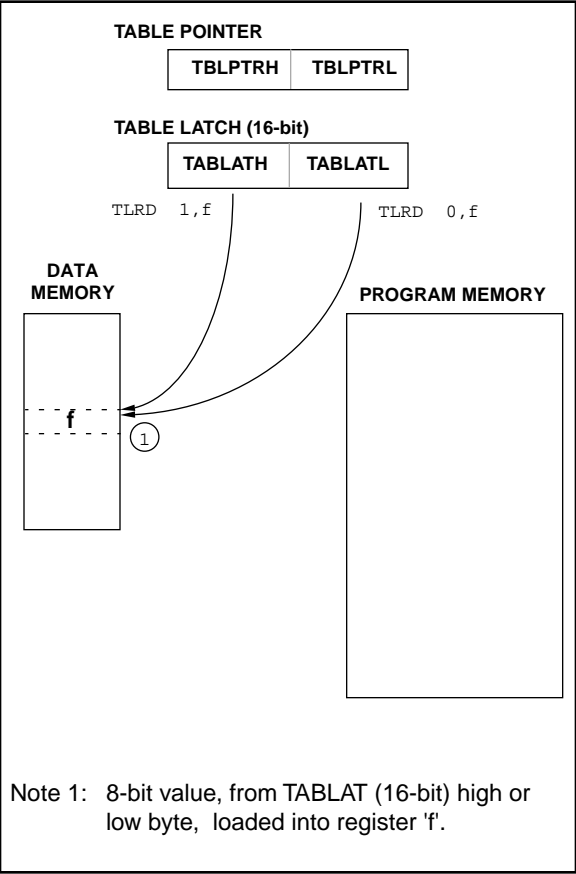 TABLE POINTER
TBLPTRH TBLPTRL
TABLE LATCH (16-bit)
TABLATH TABLATL
TLRD 1,f
TLRD 0,f
DATA
MEMORY
PROGRAM MEMORY
f
1
Note 1: 8-bit value, from TABLAT (16-bit) high or
low byte, loaded into register 'f'.